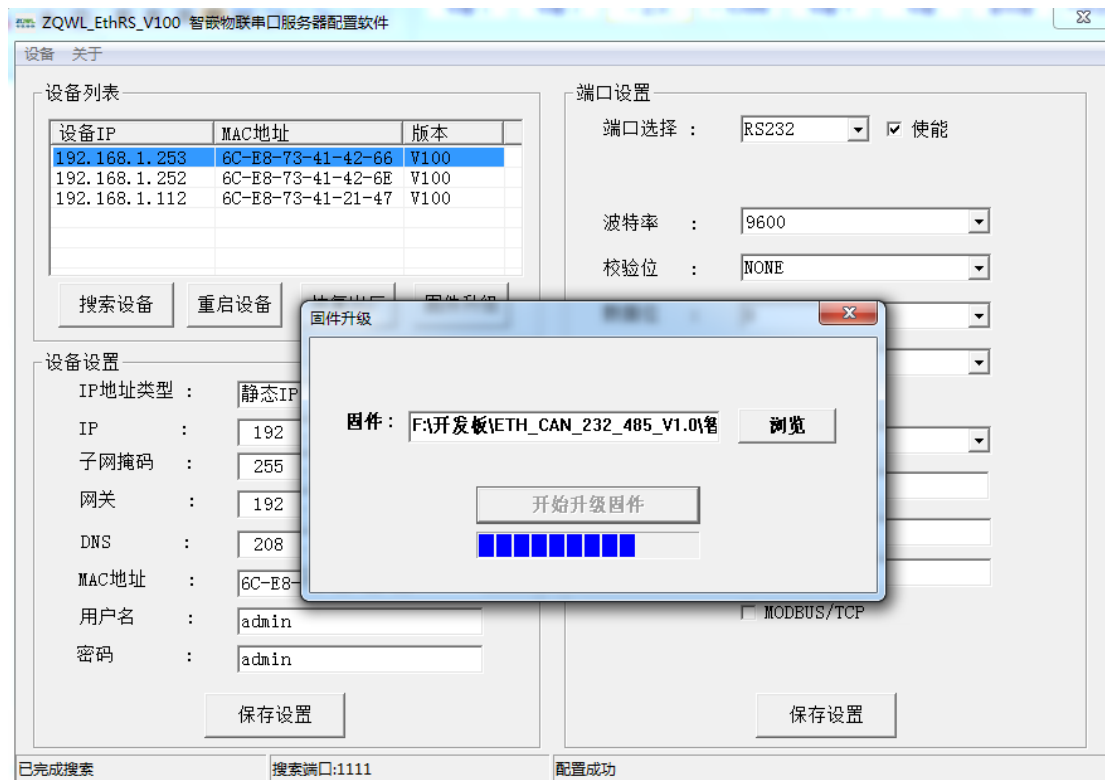 ZQWL_EthRS_V100 智嵌物联串口服务器配置软件
设备 关于
设备列表
设备IP MAC地址 版本
192.168.1.253 6C-E8-73-41-42-66 V100
192.168.1.252 6C-E8-73-41-42-6E V100
192.168.1.112 6C-E8-73-41-21-47 V100
搜索设备 重启设备
端口设置
端口选择 : RS232 使能
波特率 : 9600
校验位 : NONE
固件升级
固件: F:\开发板\ETH_CAN_232_485_V1.0\智 浏览
开始升级固件
设备设置
IP地址类型 : 静态IP
IP : 192
子网掩码 : 255
网关 : 192
DNS : 208
MAC地址 : 6C-E8-
用户名 : admin
密码 : admin
保存设置
MODBUS/TCP
保存设置
已完成搜索 搜索端口:1111 配置成功